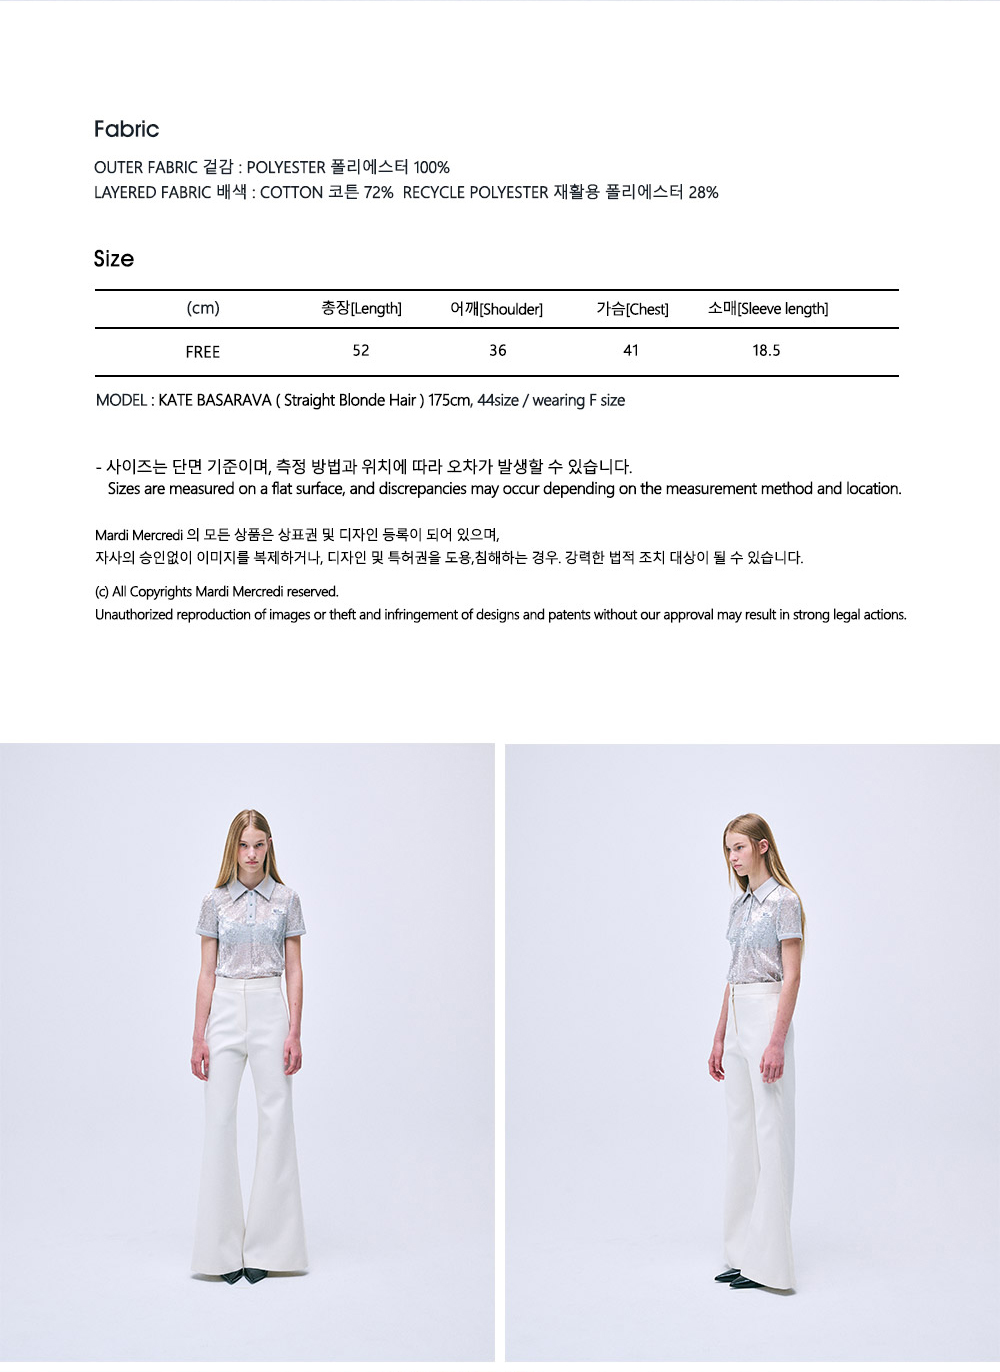 Fabric
OUTER FABRIC 겉감 : POLYESTER 폴리에스터 100%
LAYERED FABRIC 배색 : COTTON 코튼 72% RECYCLE POLYESTER 재활용 폴리에스터 28%
Size
(cm) 총장[Length] 어깨[Shoulder] 가슴[Chest] 소매[Sleeve length]
FREE 52 36 41 18.5
MODEL : KATE BASARAVA ( Straight Blonde Hair ) 175cm, 44size / wearing F size
- 사이즈는 단면 기준이며, 측정 방법과 위치에 따라 오차가 발생할 수 있습니다.
Sizes are measured on a flat surface, and discrepancies may occur depending on the measurement method and location.
Mardi Mercredi 의 모든 상품은 상표권 및 디자인 등록이 되어 있으며,
자사의 승인없이 이미지를 복제하거나, 디자인 및 특허권을 도용,침해하는 경우. 강력한 법적 조치 대상이 될 수 있습니다.
(c) All Copyrights Mardi Mercredi reserved.
Unauthorized reproduction of images or theft and infringement of designs and patents without our approval may result in strong legal actions.